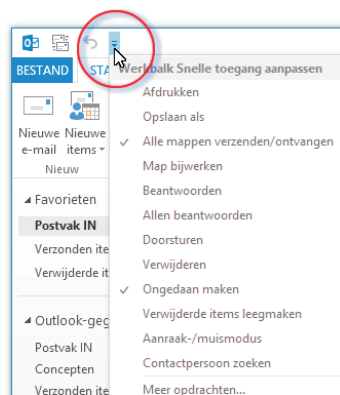 BESTAND STA
Werkbalk Snelle toegang aanpassen
Afdrukken
Opslaan als
Alle mappen verzenden/ontvangen
Map bijwerken
Beantwoorden
Allen beantwoorden
Doorsturen
Verwijderen
Ongedaan maken
Verwijderde items leegmaken
Aanraak-/muismodus
Contactpersoon zoeken
Meer opdrachten...
Nieuwe Nieuwe
e-mail items
Nieuw
Favorieten
Postvak IN
Verzonden ite
Verwijderde it
Outlook-geg
Postvak IN
Concepten
Verzonden ite